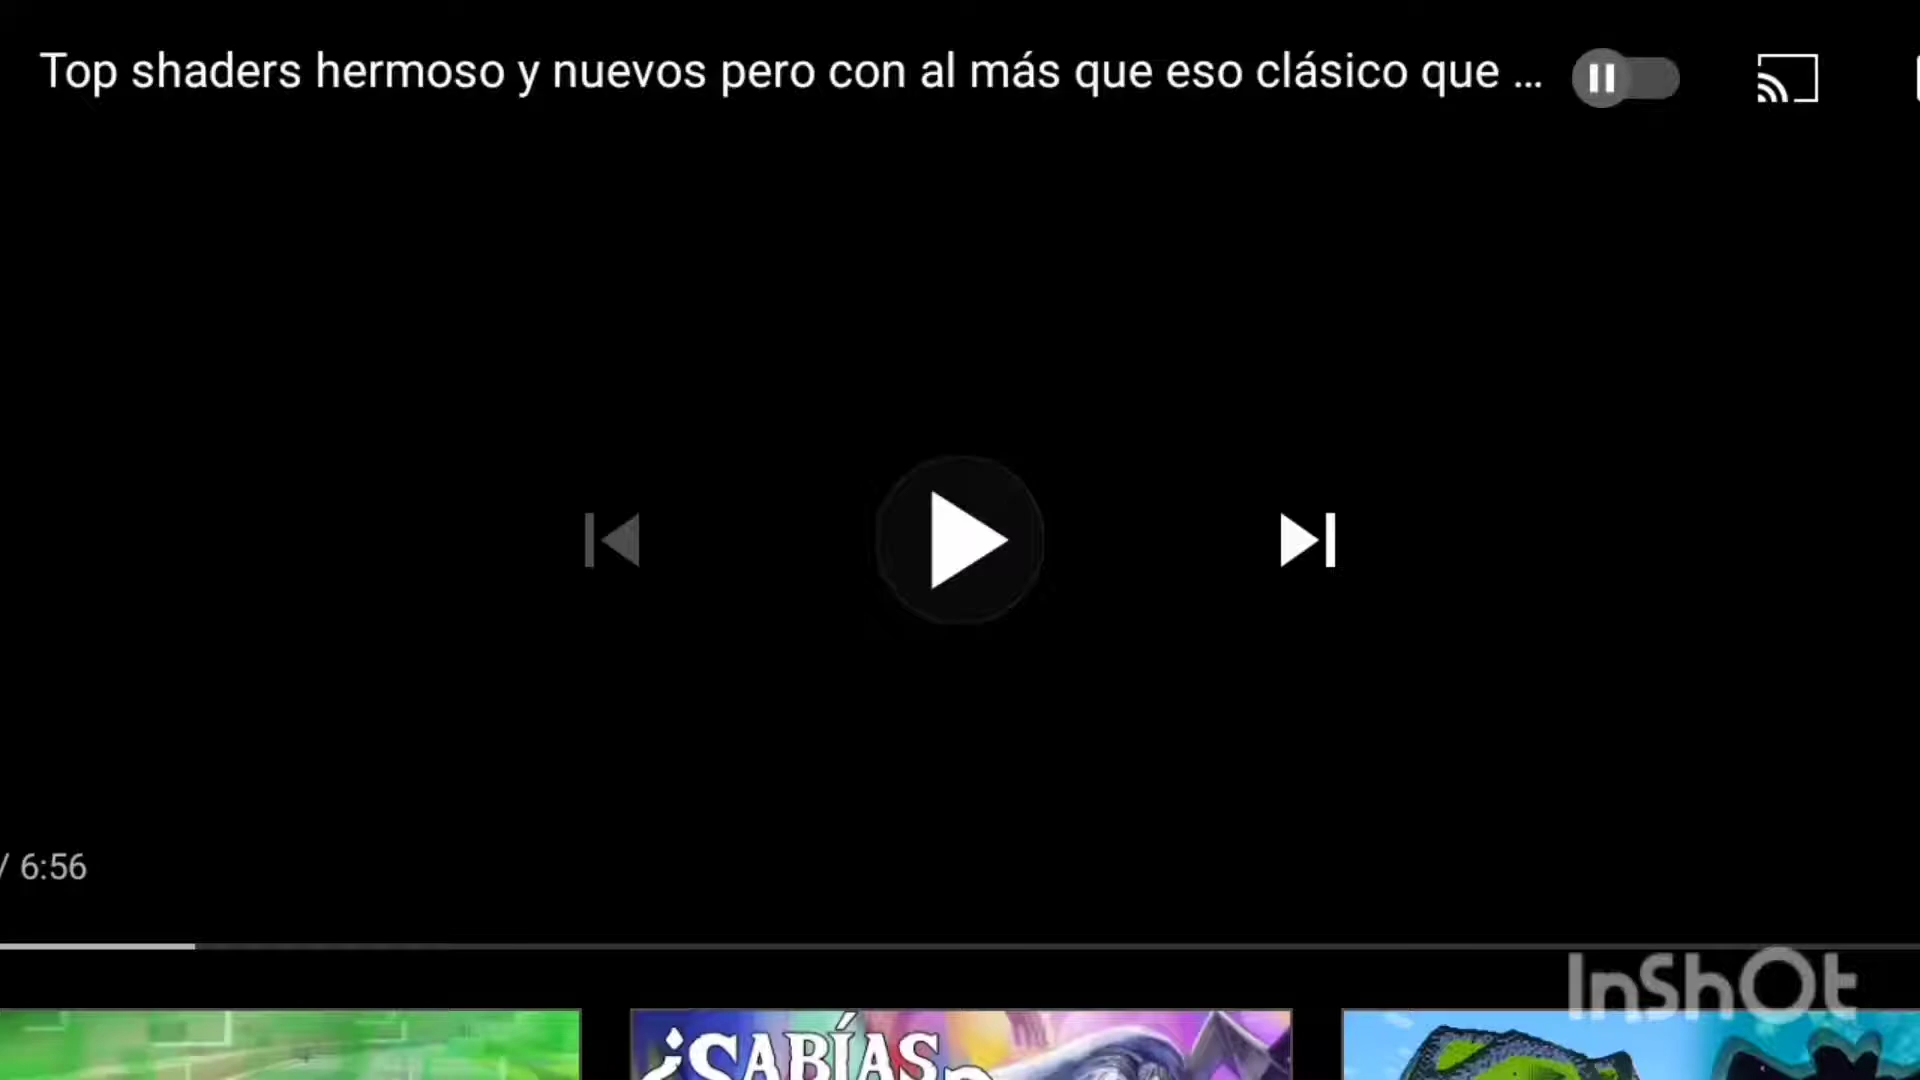 Top shaders hermoso y nuevos pero con al más que eso clásico que ...
/ 6:56
InShOt
¿SABÍAS